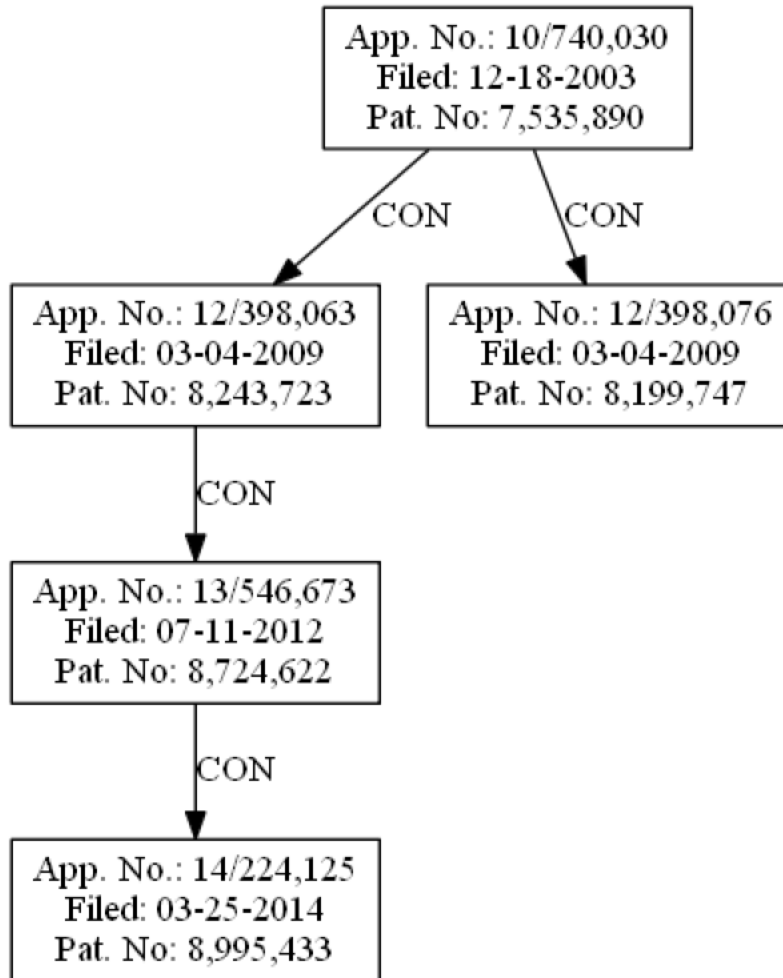 App. No.: 10/740,030
Filed: 12-18-2003
Pat. No: 7,535,890
CON
CON
App. No.: 12/398,063
Filed: 03-04-2009
Pat. No: 8,243,723
App. No.: 12/398,076
Filed: 03-04-2009
Pat. No: 8,199,747
CON
App. No.: 13/546,673
Filed: 07-11-2012
Pat. No: 8,724,622
CON
App. No.: 14/224,125
Filed: 03-25-2014
Pat. No: 8,995,433